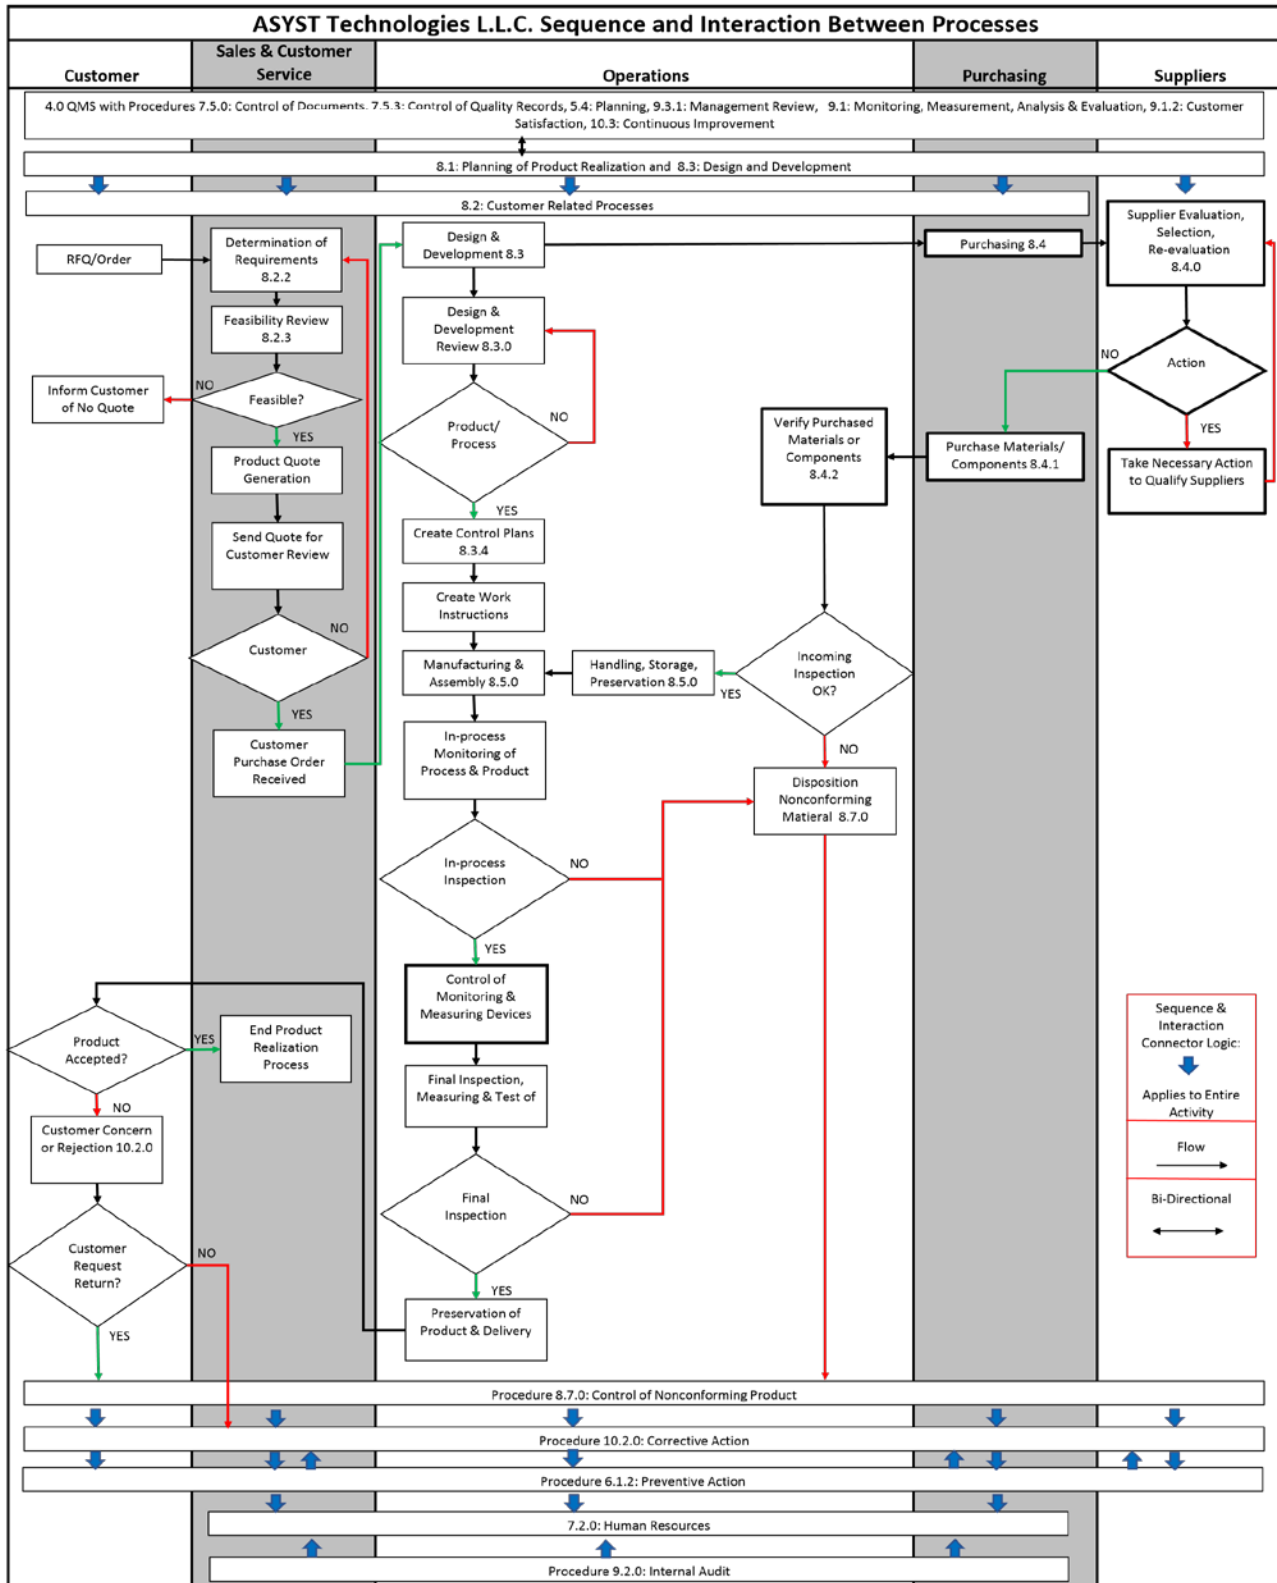 ASYST Technologies L.L.C. Sequence and Interaction Between Processes
Customer
Sales & Customer
Service
Operations
Purchasing
Suppliers
4.0 QMS with Procedures 7.5.0: Control of Documents, 7.5.3: Control of Quality Records, 5.4: Planning, 9.3.1: Management Review, 9.1: Monitoring, Measurement, Analysis & Evaluation, 9.1.2: Customer
Satisfaction, 10.3: Continuous Improvement
8.1: Planning of Product Realization and 8.3: Design and Development
8.2: Customer Related Processes
RFQ/Order
Determination of
Requirements
8.2.2
Feasibility Review
8.2.3
Feasible?
NO
Inform Customer
of No Quote
YES
Product Quote
Generation
Send Quote for
Customer Review
Customer
NO
YES
Customer
Purchase Order
Received
Design &
Development 8.3
Design &
Development
Review 8.3.0
Product/
Process
NO
YES
Create Control Plans
8.3.4
Create Work
Instructions
Manufacturing &
Assembly 8.5.0
In-process
Monitoring of
Process & Product
In-process
Inspection
NO
YES
Control of
Monitoring &
Measuring Devices
Final Inspection,
Measuring & Test of
Final
Inspection
NO
YES
Preservation of
Product & Delivery
Purchasing 8.4
Supplier Evaluation,
Selection,
Re-evaluation
8.4.0
Action
NO
YES
Take Necessary Action
to Qualify Suppliers
Purchase Materials/
Components 8.4.1
Verify Purchased
Materials or
Components
8.4.2
Incoming
Inspection
OK?
YES
Handling, Storage,
Preservation 8.5.0
NO
Disposition
Nonconforming
Matieral 8.7.0
Product
Accepted?
YES
End Product
Realization
Process
NO
Customer Concern
or Rejection 10.2.0
Customer
Request
Return?
NO
YES
Sequence &
Interaction
Connector Logic:
Applies to Entire
Activity
Flow
Bi-Directional
Procedure 8.7.0: Control of Nonconforming Product
Procedure 10.2.0: Corrective Action
Procedure 6.1.2: Preventive Action
7.2.0: Human Resources
Procedure 9.2.0: Internal Audit